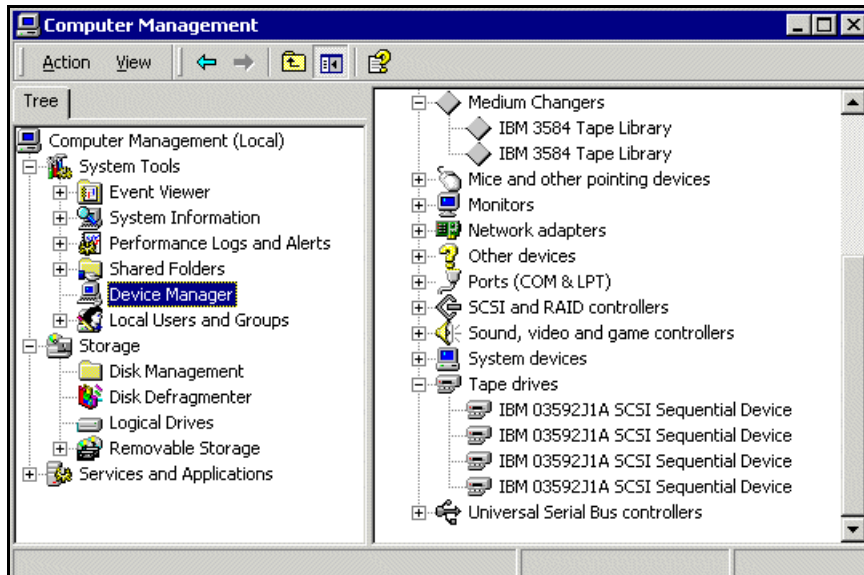 Computer Management
Action View
Tree
Computer Management (Local)
System Tools
Event Viewer
System Information
Performance Logs and Alerts
Shared Folders
Device Manager
Local Users and Groups
Storage
Disk Management
Disk Defragmenter
Logical Drives
Removable Storage
Services and Applications
Medium Changers
IBM 3584 Tape Library
IBM 3584 Tape Library
Mice and other pointing devices
Monitors
Network adapters
Other devices
Ports (COM & LPT)
SCSI and RAID controllers
Sound, video and game controllers
System devices
Tape drives
IBM 03592J1A SCSI Sequential Device
IBM 03592J1A SCSI Sequential Device
IBM 03592J1A SCSI Sequential Device
IBM 03592J1A SCSI Sequential Device
Universal Serial Bus controllers